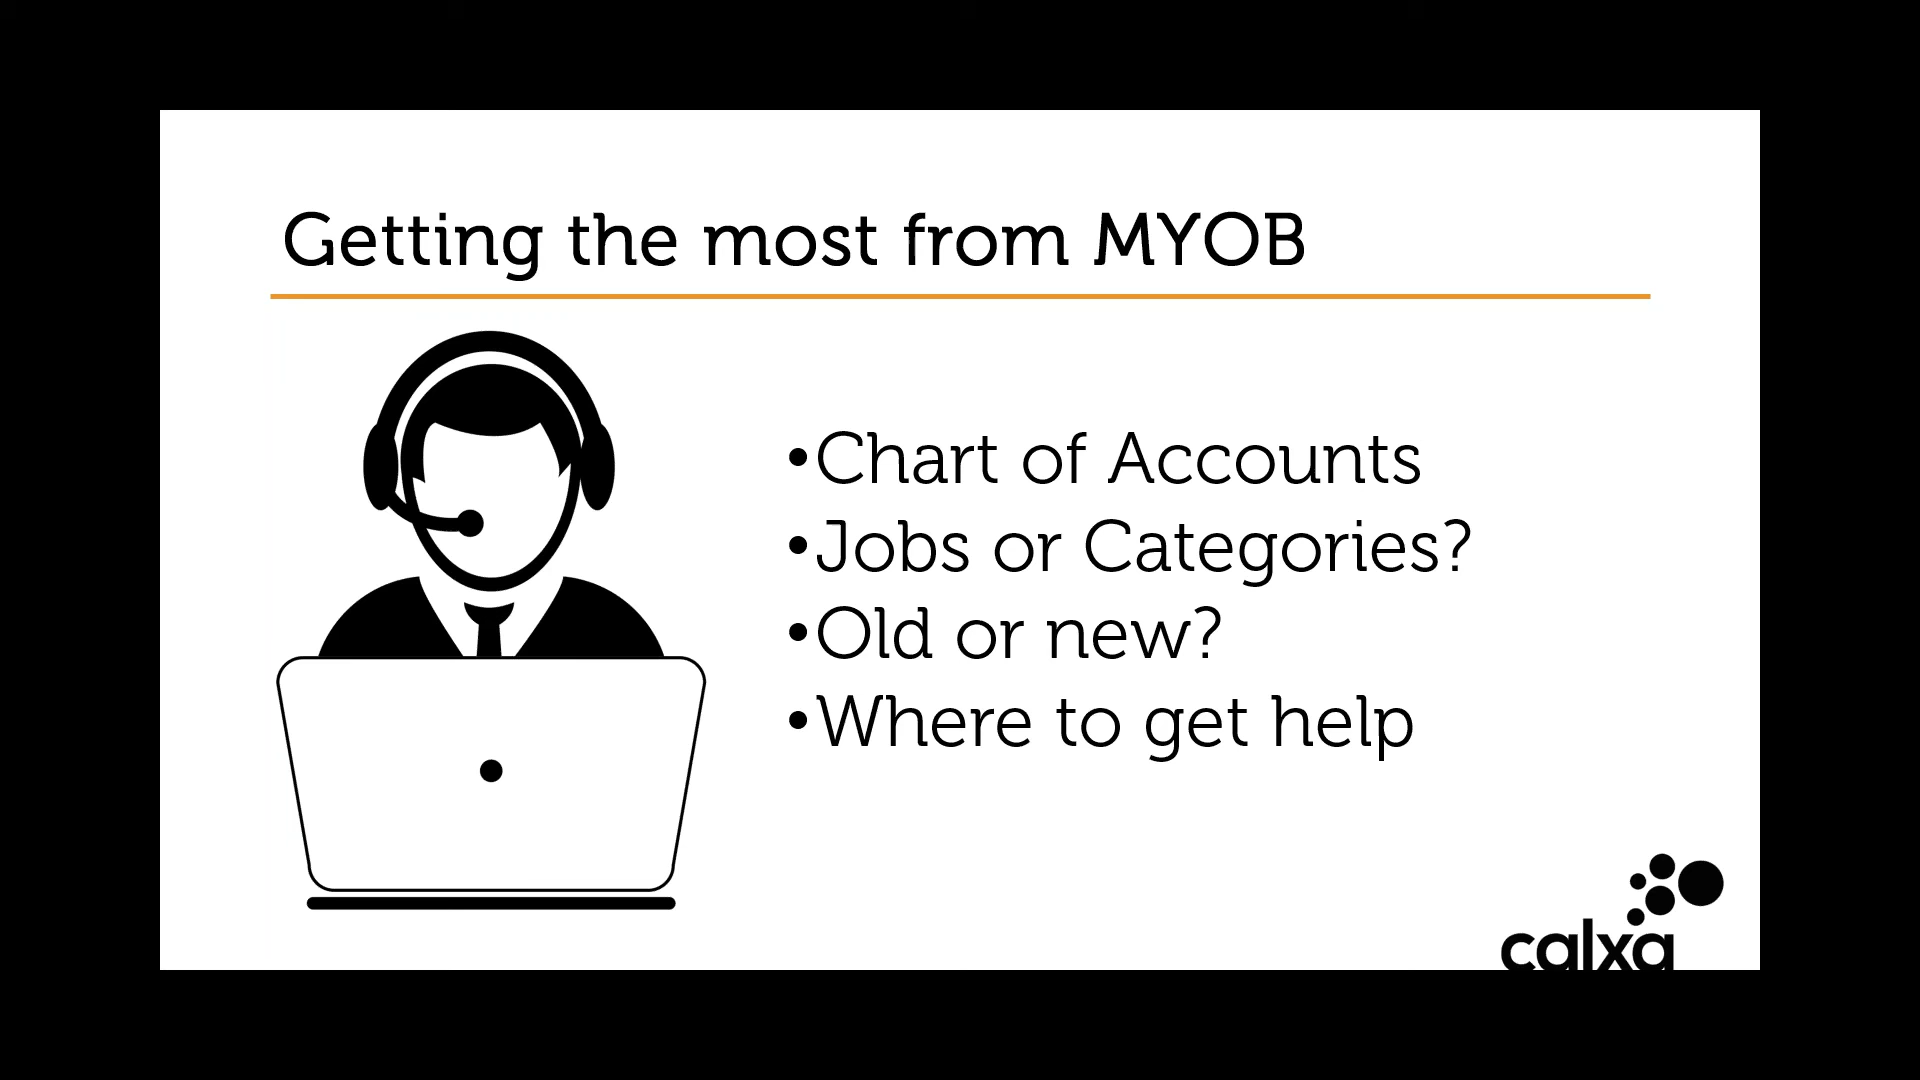 Getting the most from MYOB
•Chart of Accounts
•Jobs or Categories?
•Old or new?
•Where to get help
calxa